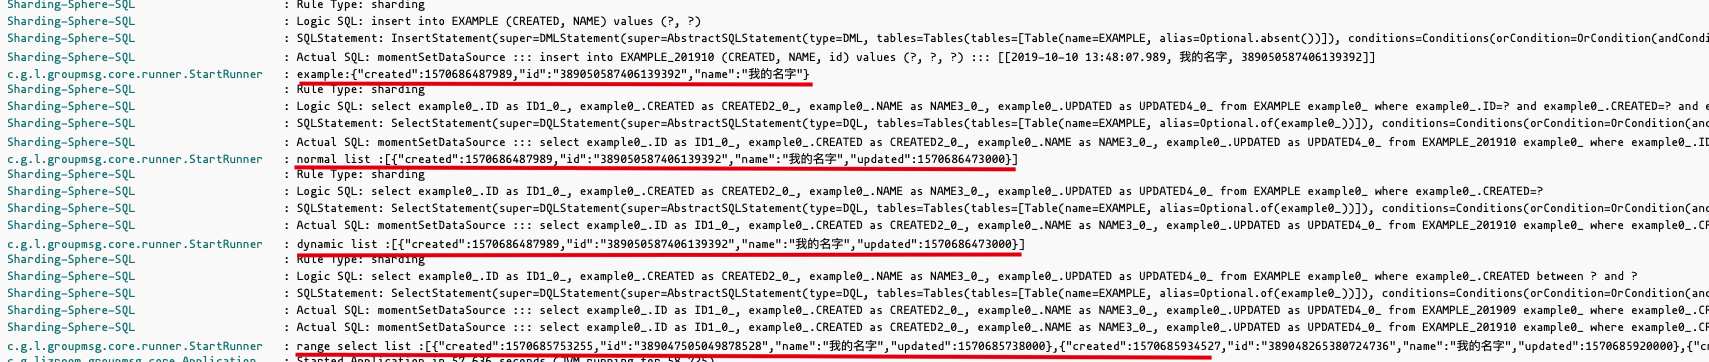 Sharding-Sphere-SQL : Rule Type: sharding
Sharding-Sphere-SQL : Logic SQL: insert into EXAMPLE (CREATED, NAME) values (?, ?)
Sharding-Sphere-SQL : SQLStatement: InsertStatement(super=DMLStatement(super=AbstractSQLStatement(type=DML, tables=Tables(tables=[Table(name=EXAMPLE, alias=Optional.absent())]), conditions=Conditions(orCondition=OrCondition(andCondi
Sharding-Sphere-SQL : Actual SQL: momentSetDataSource ::: insert into EXAMPLE_201910 (CREATED, NAME, id) values (?, ?, ?) ::: [[2019-10-10 13:48:07.989, 我的名字, 389050587406139392]]
c.g.l.groupmsg.core.runner.StartRunner : example:{"created":1570686487989,"id":"389050587406139392","name":"我的名字"}
Sharding-Sphere-SQL : Rule Type: sharding
Sharding-Sphere-SQL : Logic SQL: select example0_.ID as ID1_0_, example0_.CREATED as CREATED2_0_, example0_.NAME as NAME3_0_, example0_.UPDATED as UPDATED4_0_ from EXAMPLE example0_ where example0_.ID=? and example0_.CREATED=? and e
Sharding-Sphere-SQL : SQLStatement: SelectStatement(super=DQLStatement(super=AbstractSQLStatement(type=DQL, tables=Tables(tables=[Table(name=EXAMPLE, alias=Optional.of(example0_))]), conditions=Conditions(orCondition=OrCondition(and
Sharding-Sphere-SQL : Actual SQL: momentSetDataSource ::: select example0_.ID as ID1_0_, example0_.CREATED as CREATED2_0_, example0_.NAME as NAME3_0_, example0_.UPDATED as UPDATED4_0_ from EXAMPLE_201910 example0_ where example0_.ID
c.g.l.groupmsg.core.runner.StartRunner : normal list :[{"created":1570686487989,"id":"389050587406139392","name":"我的名字","updated":1570686473000}]
Sharding-Sphere-SQL : Rule Type: sharding
Sharding-Sphere-SQL : Logic SQL: select example0_.ID as ID1_0_, example0_.CREATED as CREATED2_0_, example0_.NAME as NAME3_0_, example0_.UPDATED as UPDATED4_0_ from EXAMPLE example0_ where example0_.CREATED=?
Sharding-Sphere-SQL : SQLStatement: SelectStatement(super=DQLStatement(super=AbstractSQLStatement(type=DQL, tables=Tables(tables=[Table(name=EXAMPLE, alias=Optional.of(example0_))]), conditions=Conditions(orCondition=OrCondition(and
Sharding-Sphere-SQL : Actual SQL: momentSetDataSource ::: select example0_.ID as ID1_0_, example0_.CREATED as CREATED2_0_, example0_.NAME as NAME3_0_, example0_.UPDATED as UPDATED4_0_ from EXAMPLE_201910 example0_ where example0_.CR
c.g.l.groupmsg.core.runner.StartRunner : dynamic list :[{"created":1570686487989,"id":"389050587406139392","name":"我的名字","updated":1570686473000}]
Sharding-Sphere-SQL : Rule Type: sharding
Sharding-Sphere-SQL : Logic SQL: select example0_.ID as ID1_0_, example0_.CREATED as CREATED2_0_, example0_.NAME as NAME3_0_, example0_.UPDATED as UPDATED4_0_ from EXAMPLE example0_ where example0_.CREATED between ? and ?
Sharding-Sphere-SQL : SQLStatement: SelectStatement(super=DQLStatement(super=AbstractSQLStatement(type=DQL, tables=Tables(tables=[Table(name=EXAMPLE, alias=Optional.of(example0_))]), conditions=Conditions(orCondition=OrCondition(and
Sharding-Sphere-SQL : Actual SQL: momentSetDataSource ::: select example0_.ID as ID1_0_, example0_.CREATED as CREATED2_0_, example0_.NAME as NAME3_0_, example0_.UPDATED as UPDATED4_0_ from EXAMPLE_201909 example0_ where example0_.CR
Sharding-Sphere-SQL : Actual SQL: momentSetDataSource ::: select example0_.ID as ID1_0_, example0_.CREATED as CREATED2_0_, example0_.NAME as NAME3_0_, example0_.UPDATED as UPDATED4_0_ from EXAMPLE_201910 example0_ where example0_.CR
c.g.l.groupmsg.core.runner.StartRunner : range select list :[{"created":1570685753255,"id":"389047505049878528","name":"我的名字","updated":1570685738000},{"created":1570685934527,"id":"389048265380724736","name":"我的名字","updated":1570685920000},{"c
c.g.lizroom.groupmsg.core.Application : Started Application in 57.636 seconds (JVM running for 58.725)